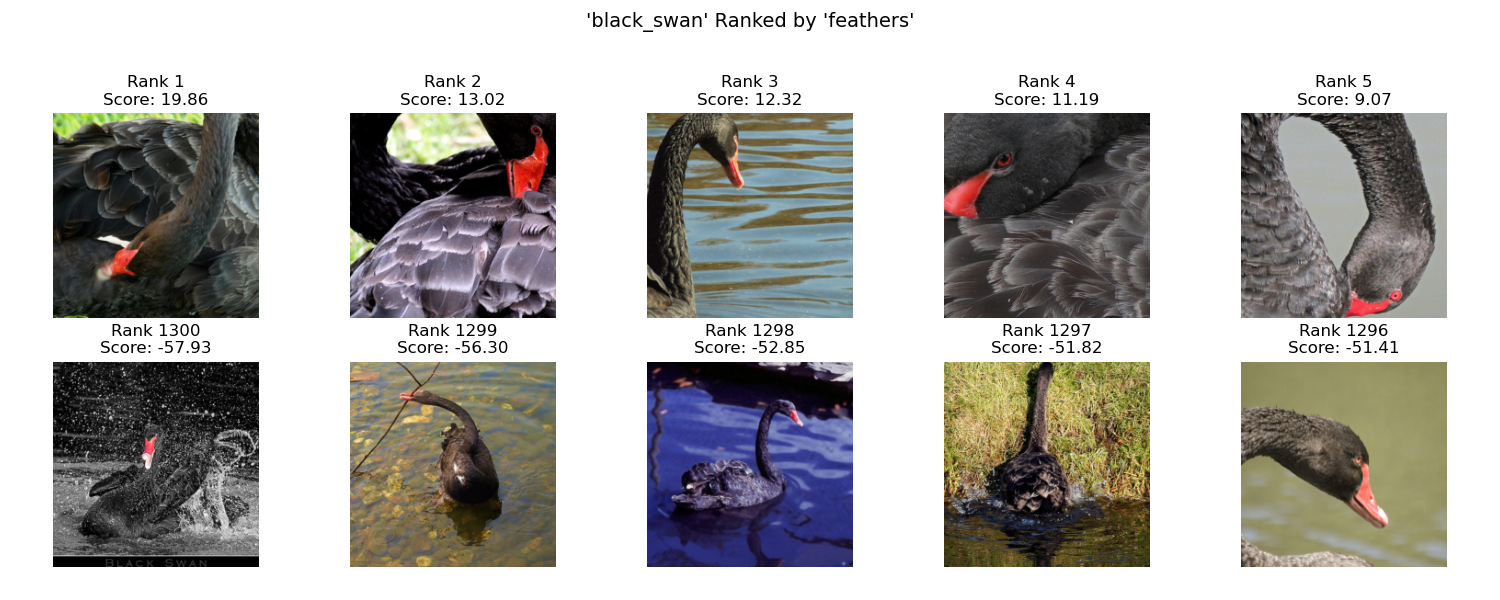 'black_swan' Ranked by 'feathers'
Rank 1
Score: 19.86
Rank 2
Score: 13.02
Rank 3
Score: 12.32
Rank 4
Score: 11.19
Rank 5
Score: 9.07
Rank 1300
Score: -57.93
Rank 1299
Score: -56.30
Rank 1298
Score: -52.85
Rank 1297
Score: -51.82
Rank 1296
Score: -51.41
BLACK SWAN